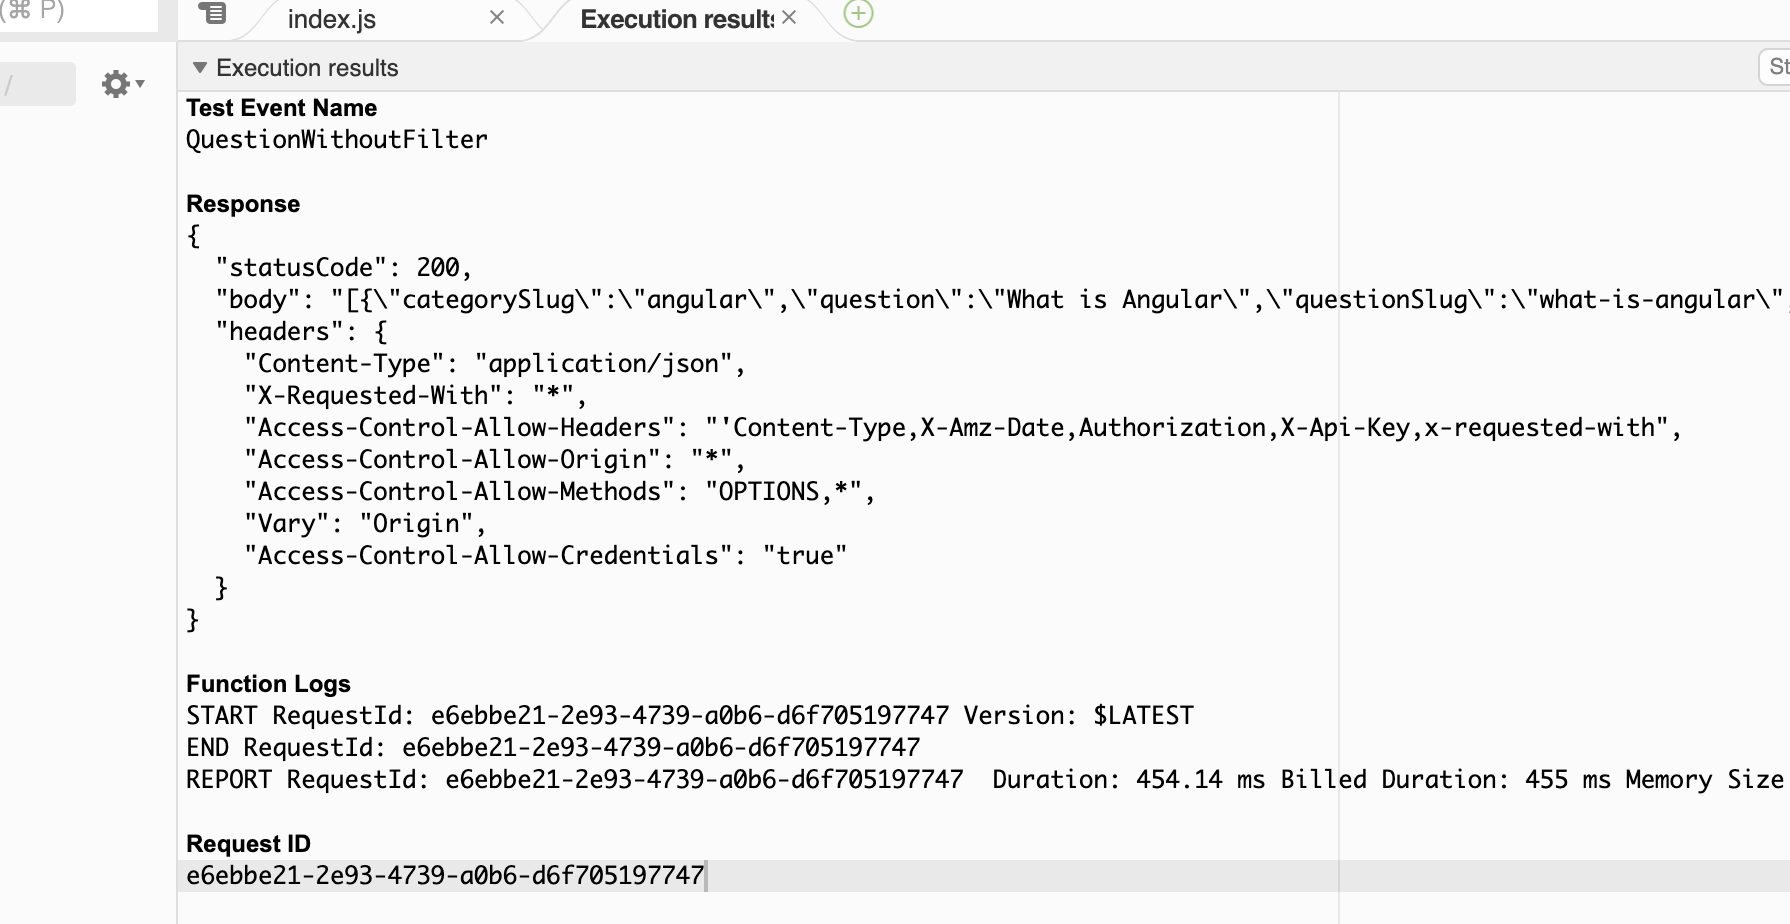 (⌘ P)
index.js
Execution results
Execution results
St
/
Test Event Name
QuestionWithoutFilter
Response
{
"statusCode": 200,
"body": "[{\"categorySlug\":\"angular\",\"question\":\"What is Angular\",\"questionSlug\":\"what-is-angular\",
"headers": {
"Content-Type": "application/json",
"X-Requested-With": "*",
"Access-Control-Allow-Headers": "'Content-Type,X-Amz-Date,Authorization,X-Api-Key,x-requested-with",
"Access-Control-Allow-Origin": "*",
"Access-Control-Allow-Methods": "OPTIONS,*",
"Vary": "Origin",
"Access-Control-Allow-Credentials": "true"
}
}
Function Logs
START RequestId: e6ebbe21-2e93-4739-a0b6-d6f705197747 Version: $LATEST
END RequestId: e6ebbe21-2e93-4739-a0b6-d6f705197747
REPORT RequestId: e6ebbe21-2e93-4739-a0b6-d6f705197747 Duration: 454.14 ms Billed Duration: 455 ms Memory Size
Request ID
e6ebbe21-2e93-4739-a0b6-d6f705197747